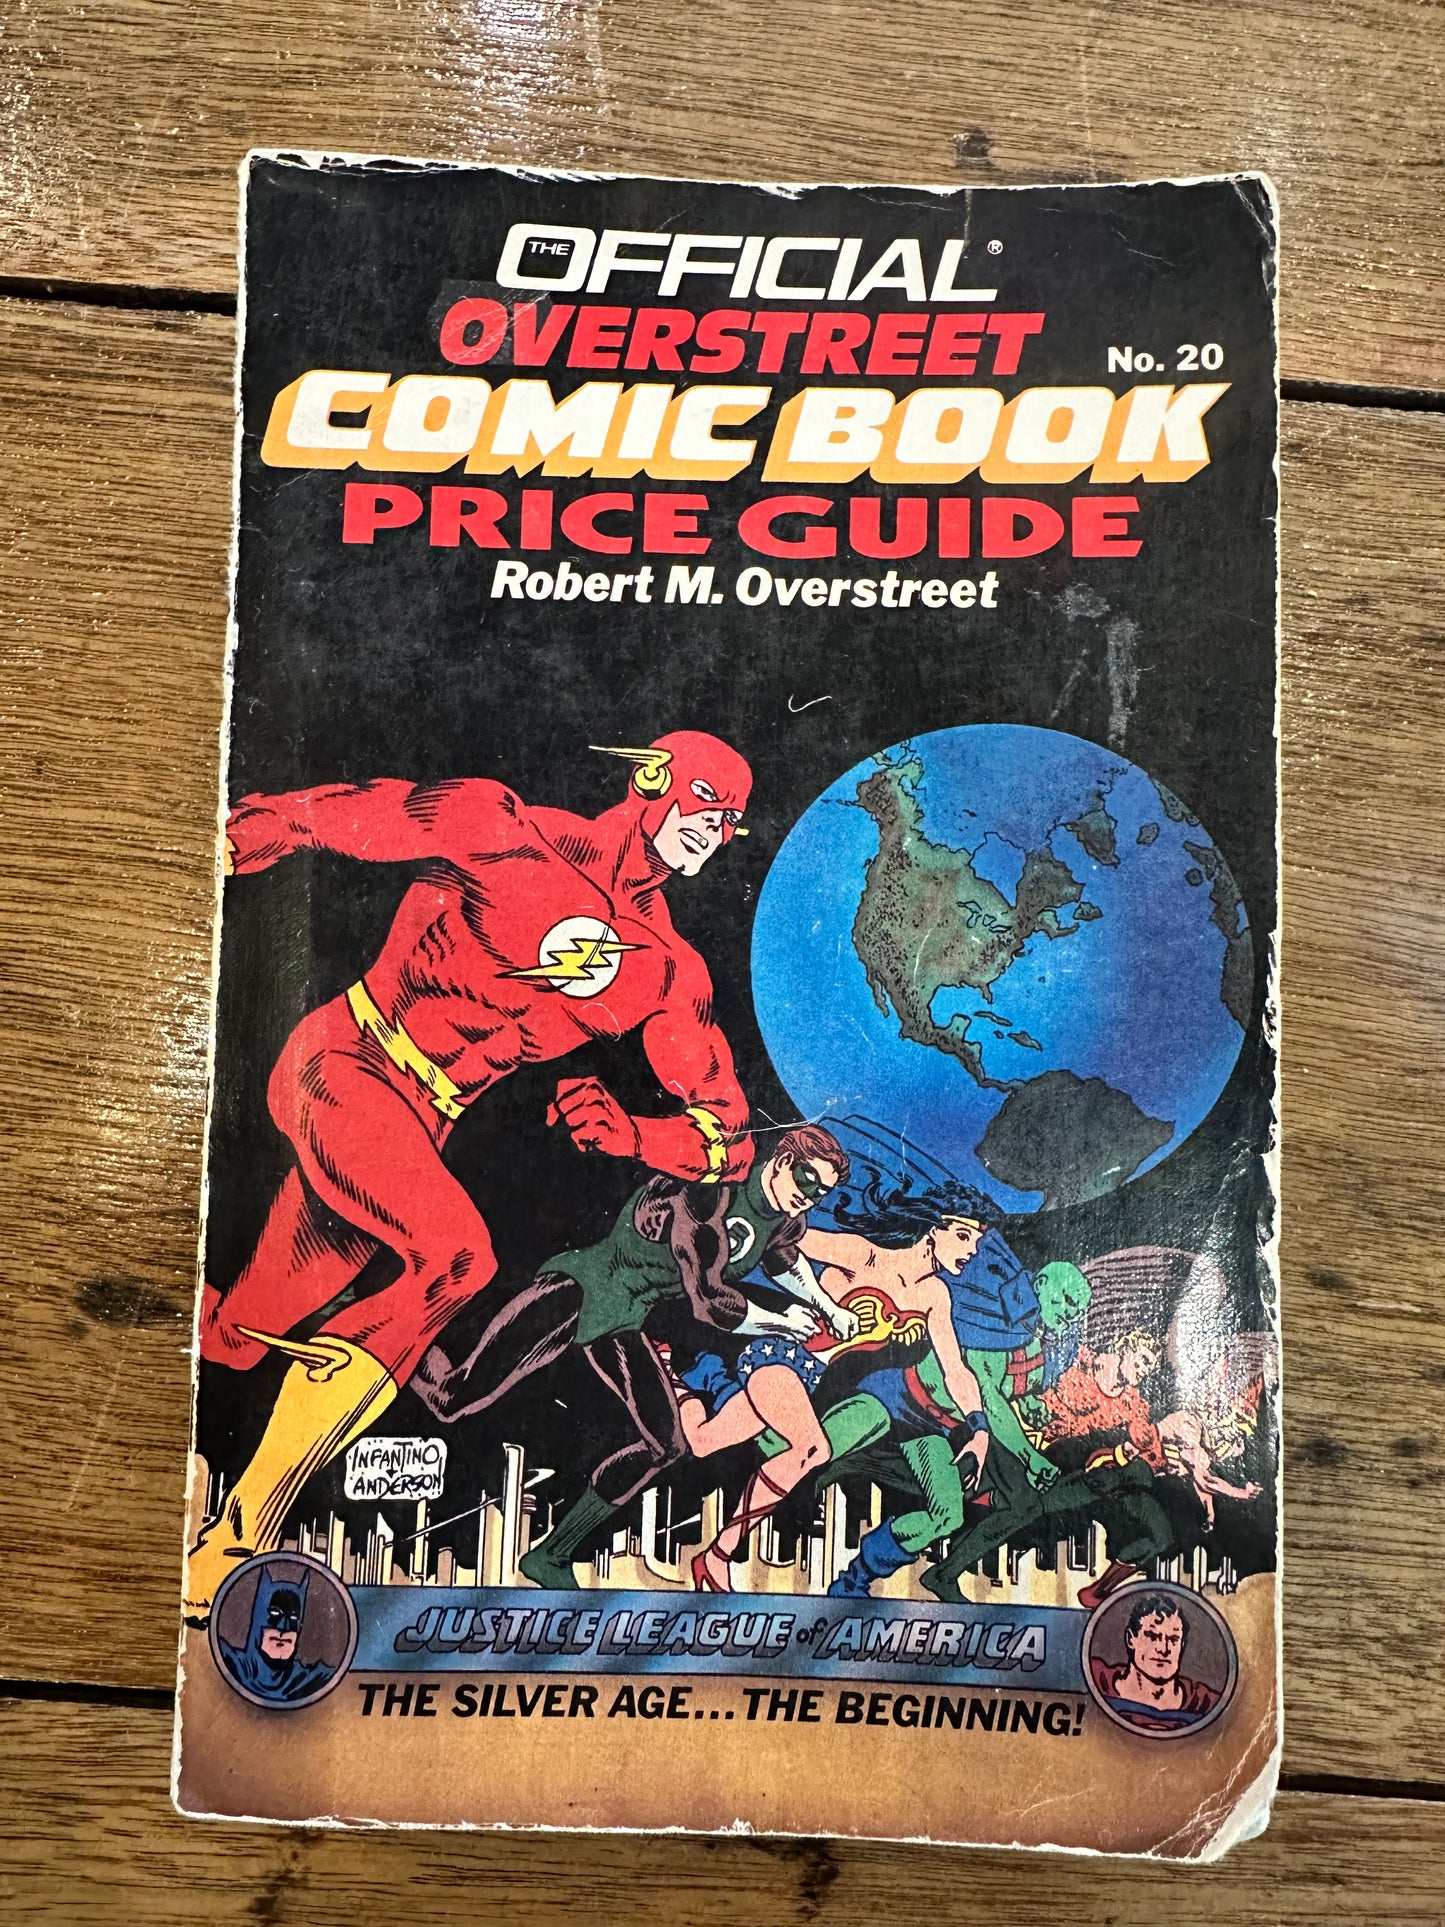 THE OFFICIAL®
OVERSTREET
No. 20
COMIC BOOK
PRICE GUIDE
Robert M. Overstreet
INFANTINO
ANDERSON
JUSTICE LEAGUE of AMERICA
THE SILVER AGE...THE BEGINNING!